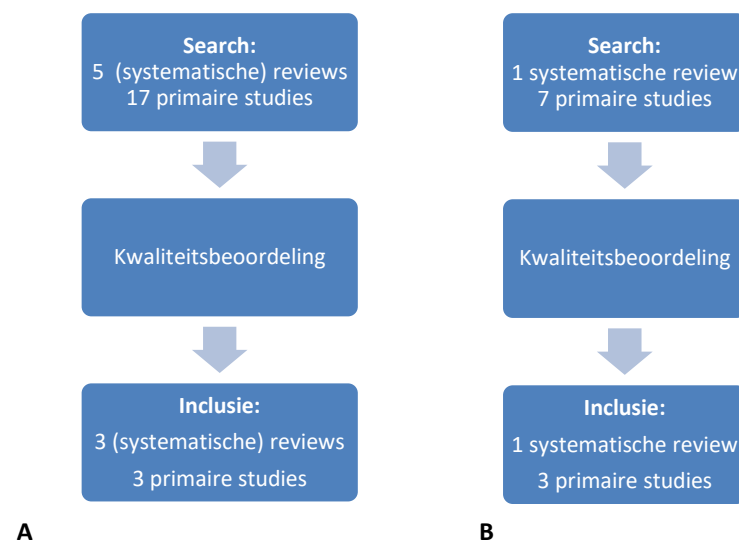 Search:
5 (systematische) reviews
17 primaire studies
Kwaliteitsbeoordeling
Inclusie:
3 (systematische) reviews
3 primaire studies
A
Search:
1 systematische review
7 primaire studies
Kwaliteitsbeoordeling
Inclusie:
1 systematische review
3 primaire studies
B